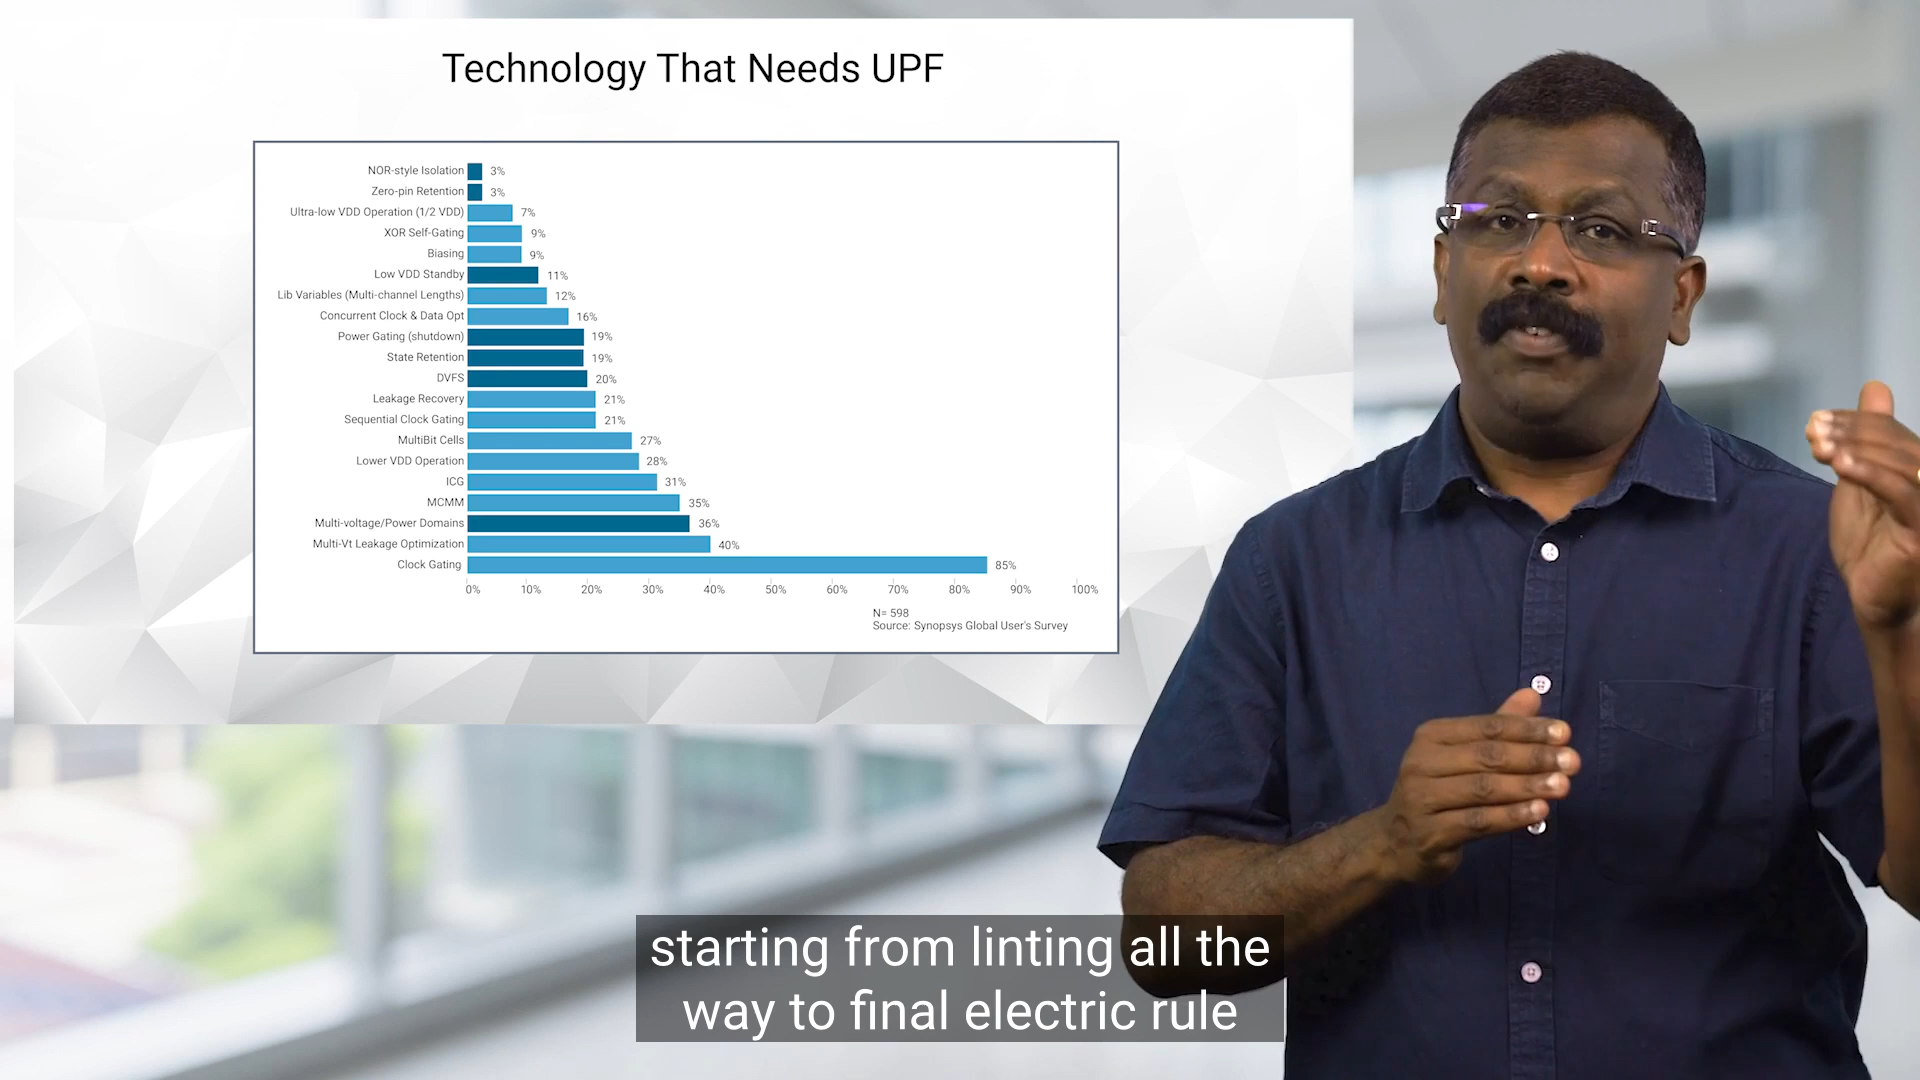 Technology That Needs UPF
NOR-style Isolation 3%
Zero-pin Retention 3%
Ultra-low VDD Operation (1/2 VDD) 7%
XOR Self-Gating 9%
Biasing 9%
Low VDD Standby 11%
Lib Variables (Multi-channel Lengths) 12%
Concurrent Clock & Data Opt 16%
Power Gating (shutdown) 19%
State Retention 19%
DVFS 20%
Leakage Recovery 21%
Sequential Clock Gating 21%
MultiBit Cells 27%
Lower VDD Operation 28%
ICG 31%
MCMM 35%
Multi-voltage/Power Domains 36%
Multi-Vt Leakage Optimization 40%
Clock Gating 85%
0% 10% 20% 30% 40% 50% 60% 70% 80% 90% 100%
N= 598
Source: Synopsys Global User's Survey
starting from linting all the
way to final electric rule